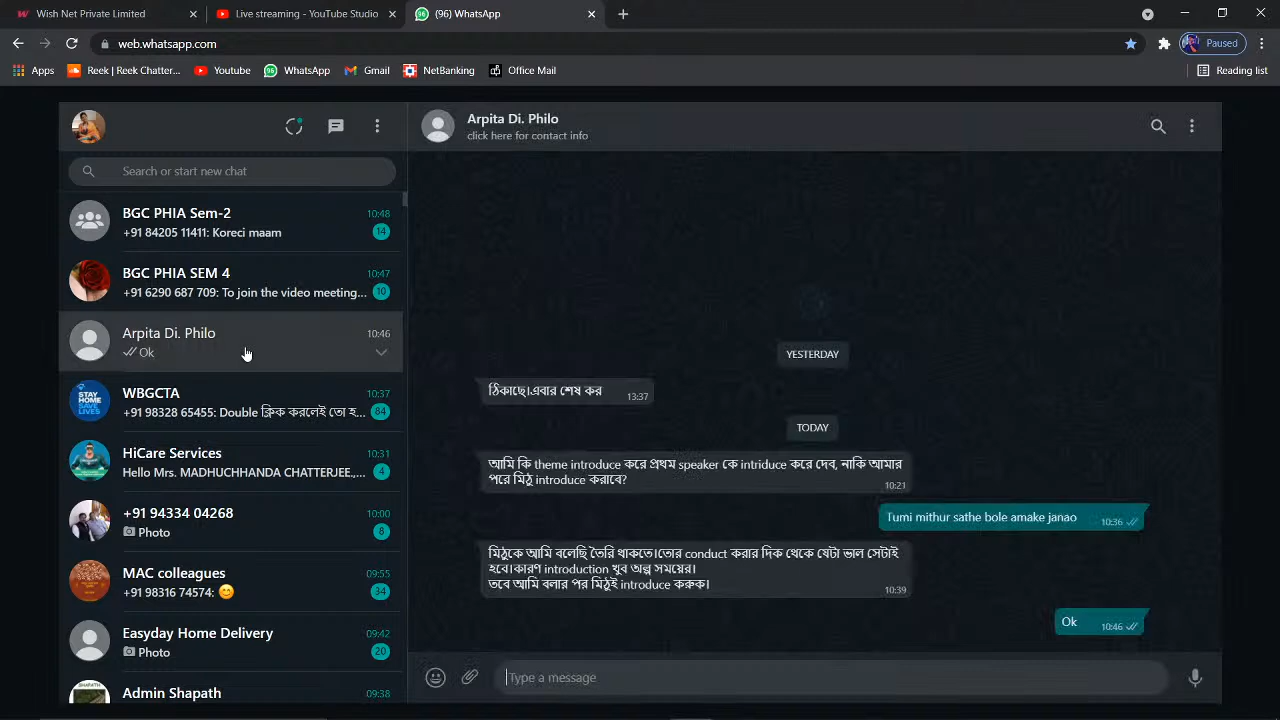 Wish Net Private Limited
Live streaming - YouTube Studio
(96) WhatsApp
web.whatsapp.com
Paused
Apps
Reek | Reek Chatter...
Youtube
WhatsApp
Gmail
NetBanking
Office Mail
Reading list
Search or start new chat
BGC PHIA Sem-2
10:48
+91 84205 11411: Koreci maam
14
BGC PHIA SEM 4
10:47
+91 6290 687 709: To join the video meeting...
10
Arpita Di. Philo
10:46
Ok
STAY HOME SAVE LIVES
WBGCTA
10:37
+91 98328 65455: Double ক্লিক করলেই তো হ...
84
HiCare Services
10:31
Hello Mrs. MADHUCHHANDA CHATTERJEE,...
4
+91 94334 04268
10:00
Photo
8
MAC colleagues
09:55
+91 98316 74574: 😊
34
Easyday Home Delivery
09:42
Photo
20
Admin Shapath
09:38
Arpita Di. Philo
click here for contact info
YESTERDAY
ঠিকাছে।এবার শেষ কর
13:37
TODAY
আমি কি theme introduce করে প্রথম speaker কে intriduce করে দেব, নাকি আমার
পরে মিঠু introduce করাবে?
10:21
Tumi mithur sathe bole amake janao
10:36
মিঠুকে আমি বলেছি তৈরি থাকতে।তোর conduct করার দিক থেকে যেটা ভাল সেটাই
হবে।কারণ introduction খুব অল্প সময়ের।
তবে আমি বলার পর মিঠুই introduce করুক।
10:39
Ok
10:46
Type a message